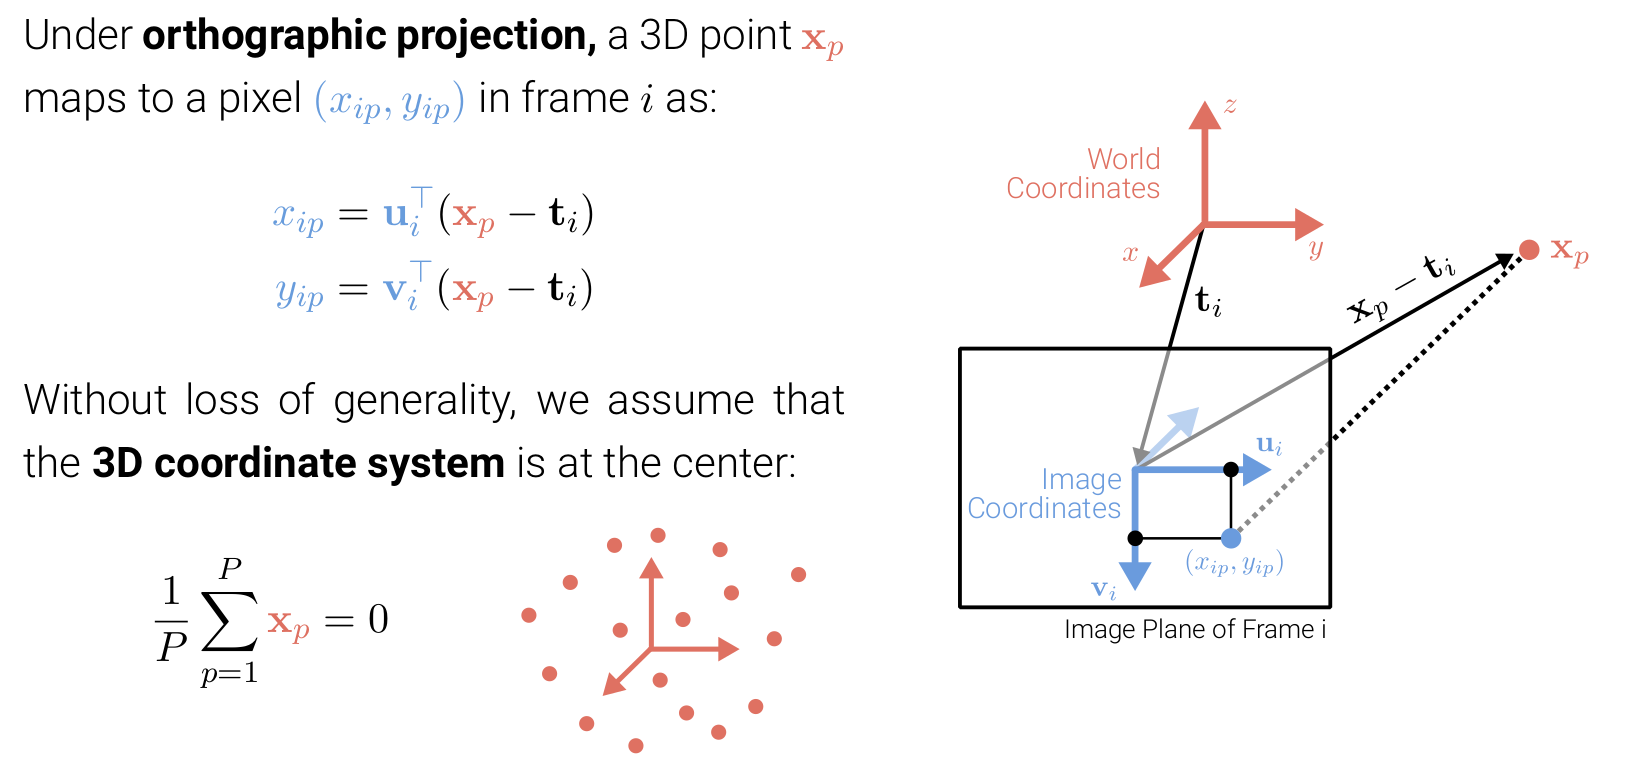 Under orthographic projection, a 3D point $\mathbf{x}_p$
maps to a pixel $(x_{ip}, y_{ip})$ in frame $i$ as:
$x_{ip} = \mathbf{u}_i^\top(\mathbf{x}_p - \mathbf{t}_i)$
$y_{ip} = \mathbf{v}_i^\top(\mathbf{x}_p - \mathbf{t}_i)$
Without loss of generality, we assume that
the 3D coordinate system is at the center:
$\frac{1}{P}\sum_{p=1}^{P} \mathbf{x}_p = 0$
$z$
World
Coordinates
$x$
$y$
$\mathbf{t}_i$
$\mathbf{x}_p - \mathbf{t}_i$
$\mathbf{x}_p$
$\mathbf{u}_i$
Image
Coordinates
$(x_{ip}, y_{ip})$
$\mathbf{v}_i$
Image Plane of Frame i